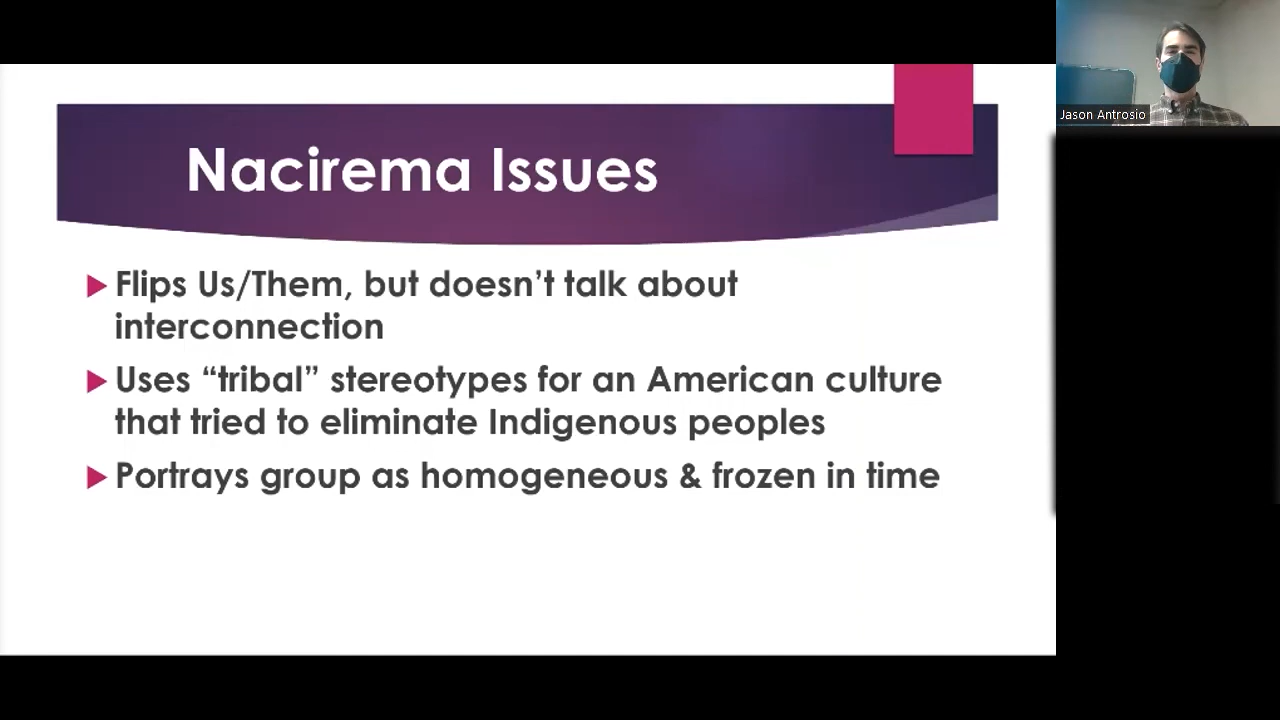 Nacirema Issues
Flips Us/Them, but doesn’t talk about
interconnection
Uses “tribal” stereotypes for an American culture
that tried to eliminate Indigenous peoples
Portrays group as homogeneous & frozen in time
Jason Antrosio